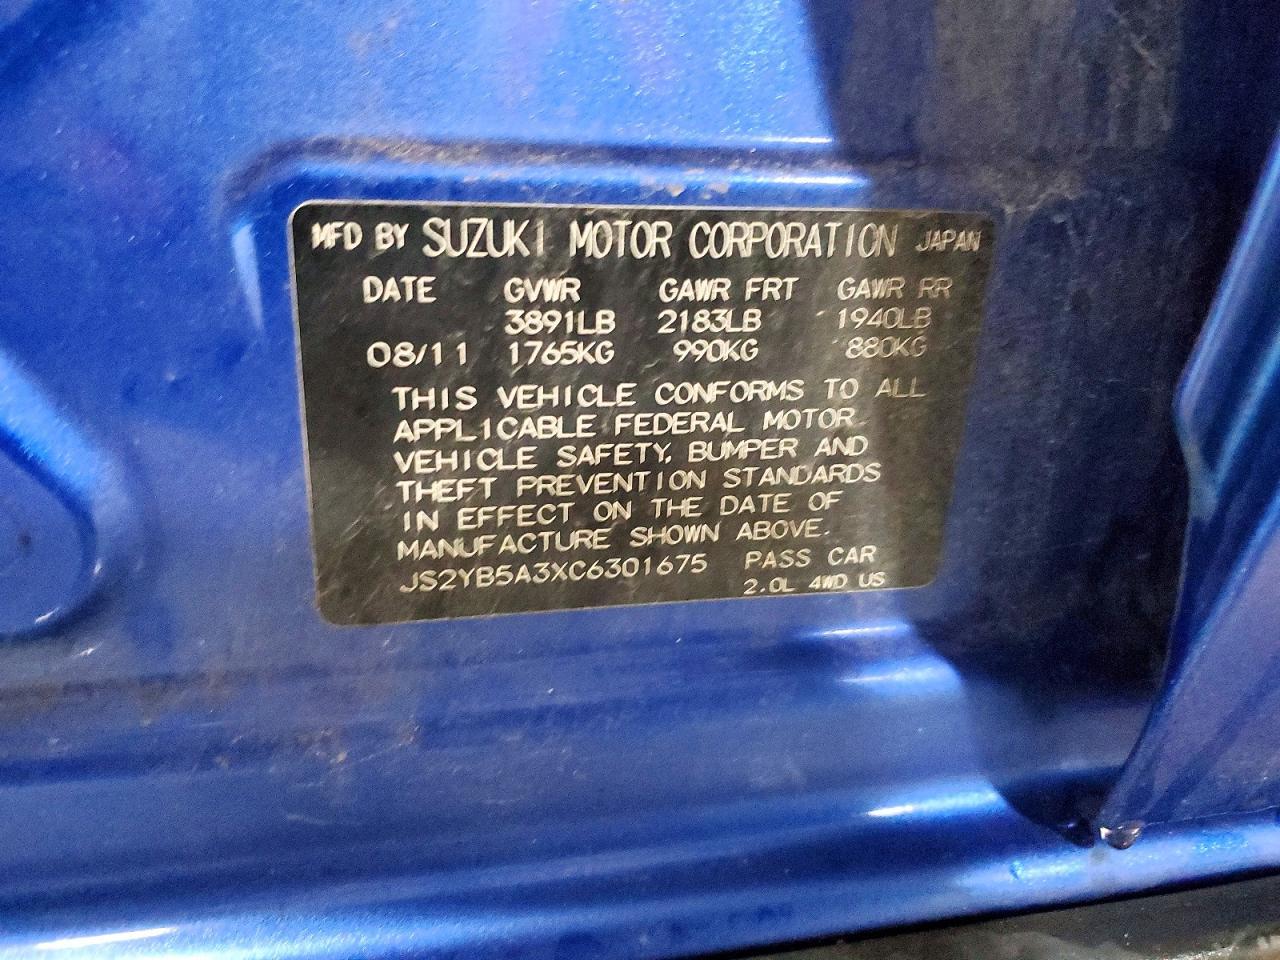 MFD BY SUZUKI MOTOR CORPORATION JAPAN
DATE GVWR GAWR FRT GAWR RR
3891LB 2183LB 1940LB
08/11 1765KG 990KG 880KG
THIS VEHICLE CONFORMS TO ALL
APPLICABLE FEDERAL MOTOR
VEHICLE SAFETY, BUMPER AND
THEFT PREVENTION STANDARDS
IN EFFECT ON THE DATE OF
MANUFACTURE SHOWN ABOVE.
JS2YB5A3XC6301675 PASS CAR
2.0L 4WD US